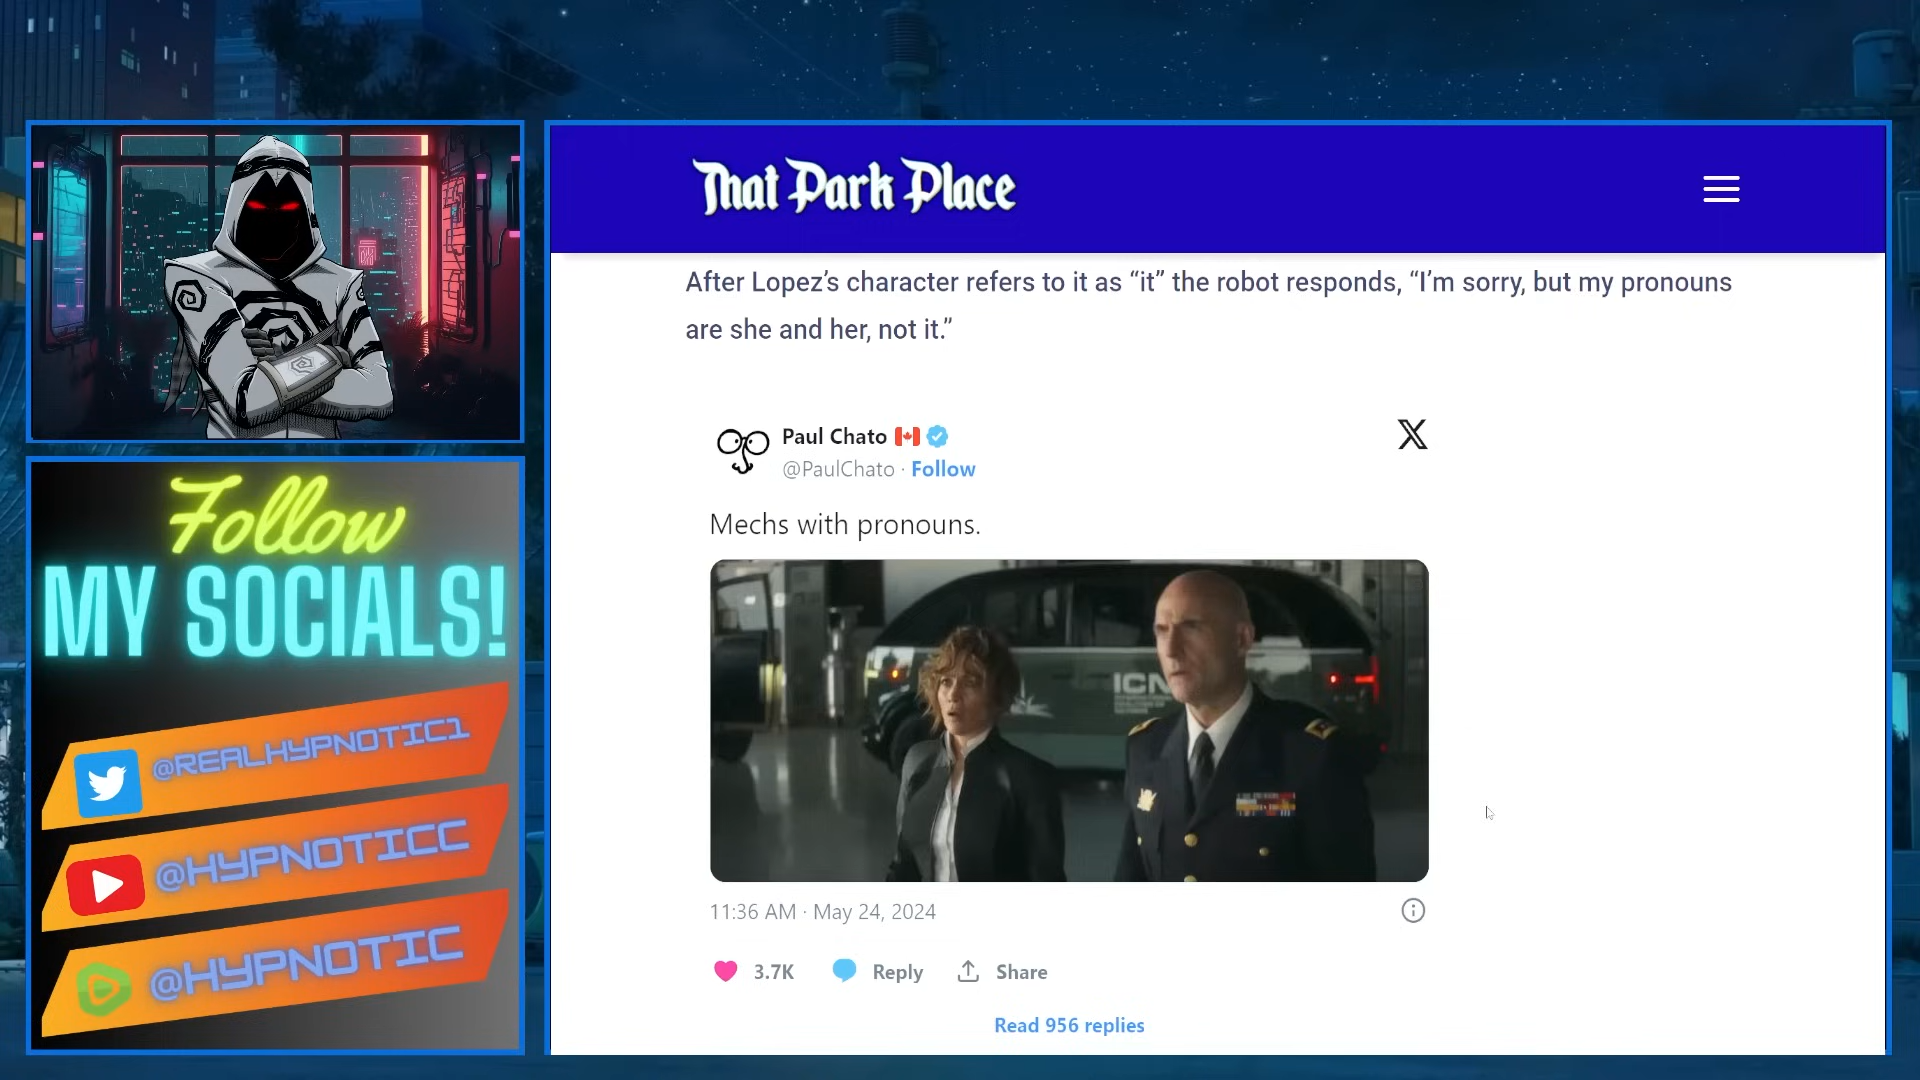 That Park Place
After Lopez’s character refers to it as “it” the robot responds, “I’m sorry, but my pronouns
are she and her, not it.”
Paul Chato
@PaulChato · Follow
Mechs with pronouns.
ICN
11:36 AM · May 24, 2024
3.7K Reply Share
Read 956 replies
Follow
MY SOCIALS!
@REALHYPNOTIC1
@HYPNOTICC
@HYPNOTIC